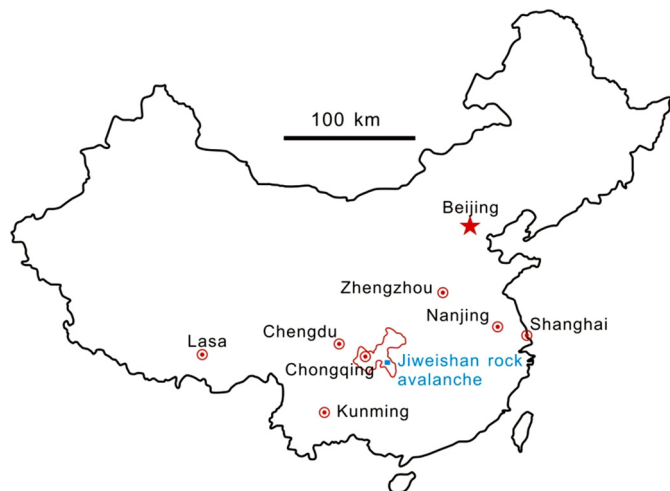 100 km
Beijing
Zhengzhou
Nanjing
Shanghai
Chengdu
Lasa
Chongqing
Jiweishan rock
avalanche
Kunming